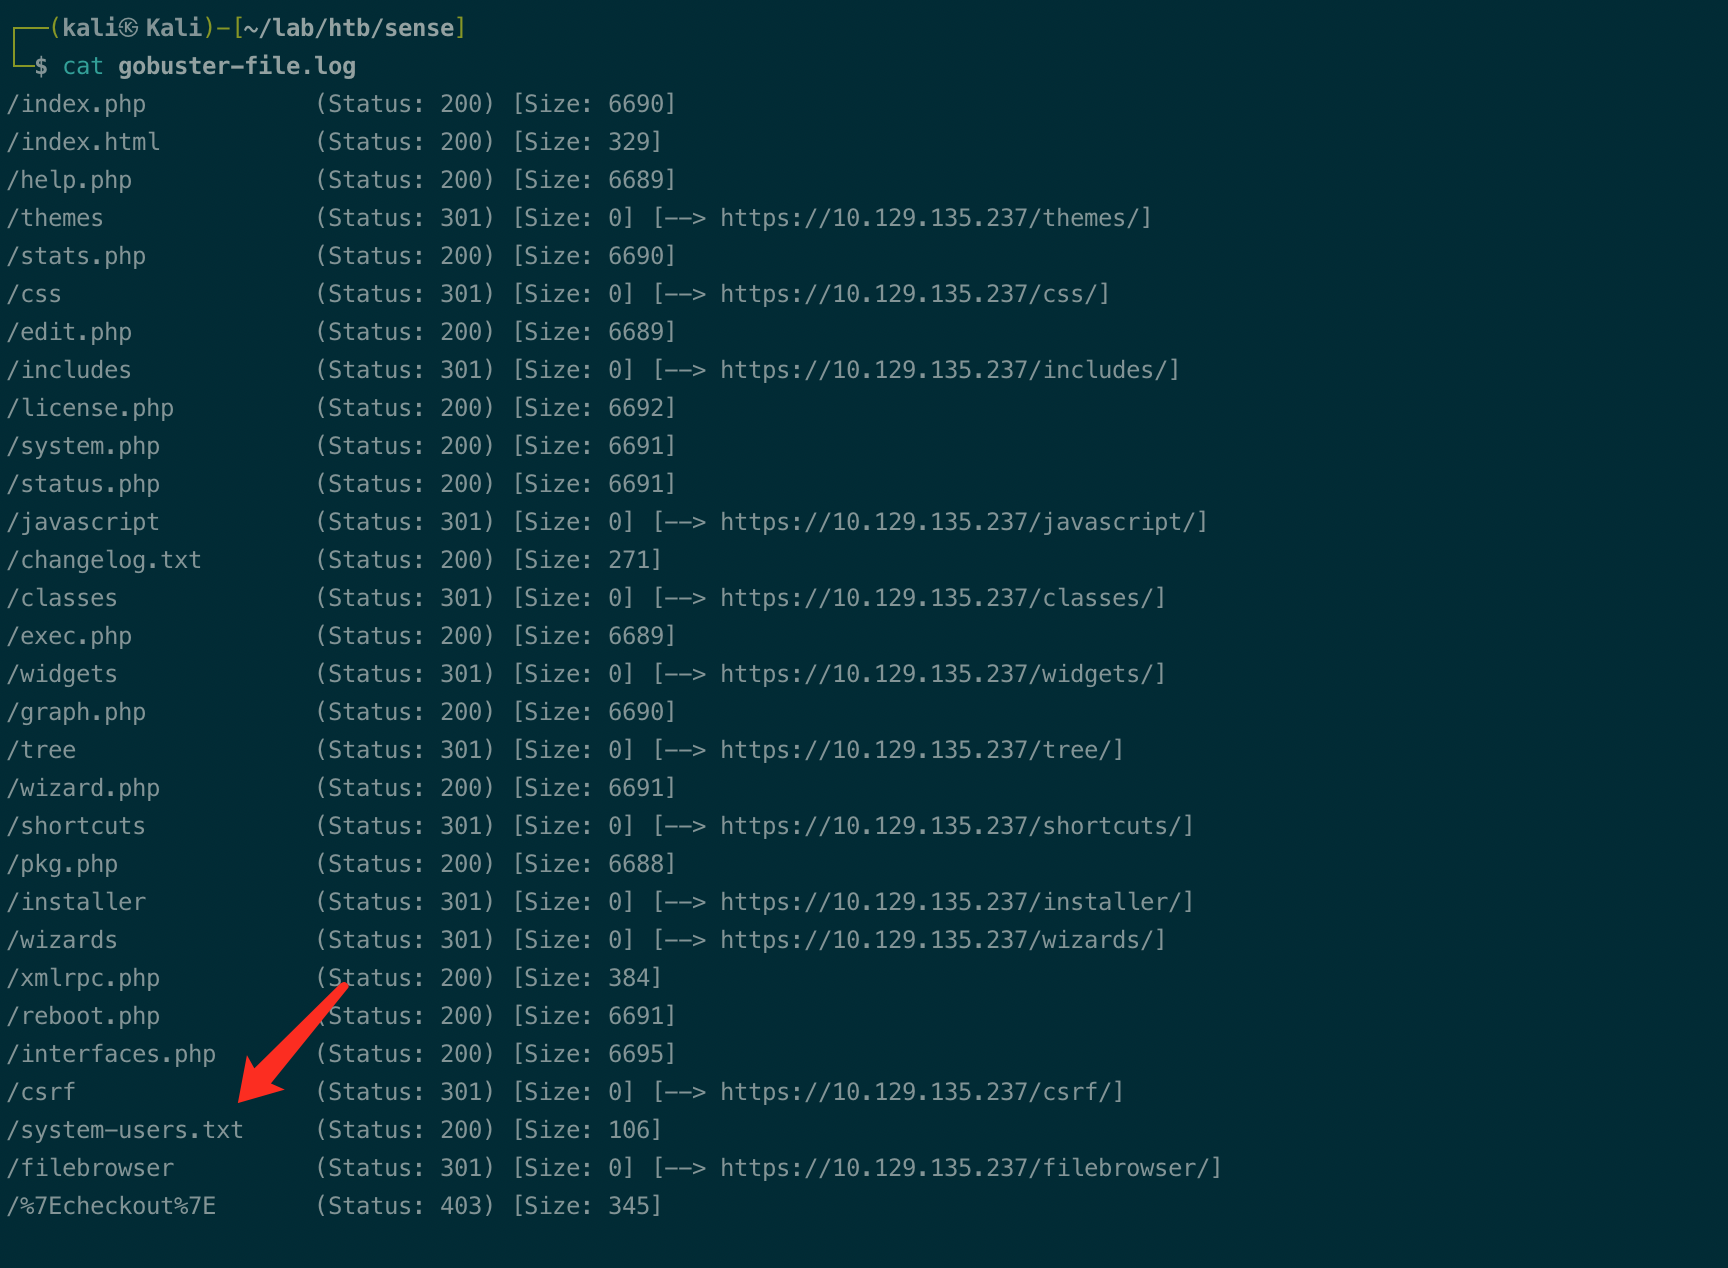 (kali㉿Kali)-[~/lab/htb/sense]
$ cat gobuster-file.log
/index.php (Status: 200) [Size: 6690]
/index.html (Status: 200) [Size: 329]
/help.php (Status: 200) [Size: 6689]
/themes (Status: 301) [Size: 0] [--> https://10.129.135.237/themes/]
/stats.php (Status: 200) [Size: 6690]
/css (Status: 301) [Size: 0] [--> https://10.129.135.237/css/]
/edit.php (Status: 200) [Size: 6689]
/includes (Status: 301) [Size: 0] [--> https://10.129.135.237/includes/]
/license.php (Status: 200) [Size: 6692]
/system.php (Status: 200) [Size: 6691]
/status.php (Status: 200) [Size: 6691]
/javascript (Status: 301) [Size: 0] [--> https://10.129.135.237/javascript/]
/changelog.txt (Status: 200) [Size: 271]
/classes (Status: 301) [Size: 0] [--> https://10.129.135.237/classes/]
/exec.php (Status: 200) [Size: 6689]
/widgets (Status: 301) [Size: 0] [--> https://10.129.135.237/widgets/]
/graph.php (Status: 200) [Size: 6690]
/tree (Status: 301) [Size: 0] [--> https://10.129.135.237/tree/]
/wizard.php (Status: 200) [Size: 6691]
/shortcuts (Status: 301) [Size: 0] [--> https://10.129.135.237/shortcuts/]
/pkg.php (Status: 200) [Size: 6688]
/installer (Status: 301) [Size: 0] [--> https://10.129.135.237/installer/]
/wizards (Status: 301) [Size: 0] [--> https://10.129.135.237/wizards/]
/xmlrpc.php (Status: 200) [Size: 384]
/reboot.php (Status: 200) [Size: 6691]
/interfaces.php (Status: 200) [Size: 6695]
/csrf (Status: 301) [Size: 0] [--> https://10.129.135.237/csrf/]
/system-users.txt (Status: 200) [Size: 106]
/filebrowser (Status: 301) [Size: 0] [--> https://10.129.135.237/filebrowser/]
/%7Echeckout%7E (Status: 403) [Size: 345]